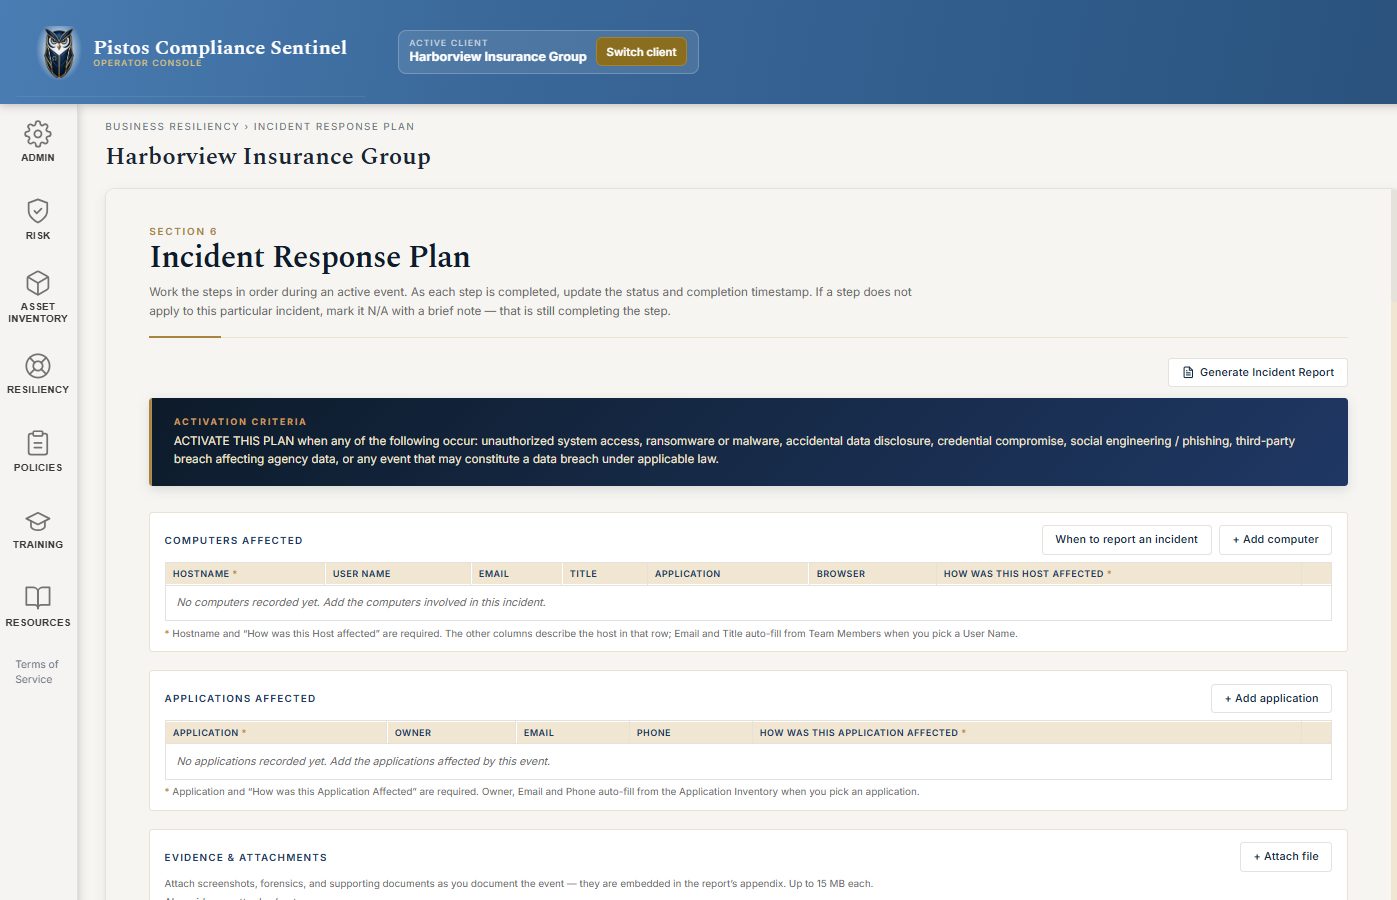 Pistos Compliance Sentinel
OPERATOR CONSOLE
ACTIVE CLIENT
Harborview Insurance Group
Switch client
ADMIN
RISK
ASSET
INVENTORY
RESILIENCY
POLICIES
TRAINING
RESOURCES
Terms of
Service
BUSINESS RESILIENCY › INCIDENT RESPONSE PLAN
Harborview Insurance Group
SECTION 6
Incident Response Plan
Work the steps in order during an active event. As each step is completed, update the status and completion timestamp. If a step does not
apply to this particular incident, mark it N/A with a brief note — that is still completing the step.
Generate Incident Report
ACTIVATION CRITERIA
ACTIVATE THIS PLAN when any of the following occur: unauthorized system access, ransomware or malware, accidental data disclosure, credential compromise, social engineering / phishing, third-party
breach affecting agency data, or any event that may constitute a data breach under applicable law.
COMPUTERS AFFECTED
When to report an incident
+ Add computer
HOSTNAME * USER NAME EMAIL TITLE APPLICATION BROWSER HOW WAS THIS HOST AFFECTED *
No computers recorded yet. Add the computers involved in this incident.
* Hostname and “How was this Host affected” are required. The other columns describe the host in that row; Email and Title auto-fill from Team Members when you pick a User Name.
APPLICATIONS AFFECTED
+ Add application
APPLICATION * OWNER EMAIL PHONE HOW WAS THIS APPLICATION AFFECTED *
No applications recorded yet. Add the applications affected by this event.
* Application and “How was this Application Affected” are required. Owner, Email and Phone auto-fill from the Application Inventory when you pick an application.
EVIDENCE & ATTACHMENTS
+ Attach file
Attach screenshots, forensics, and supporting documents as you document the event — they are embedded in the report’s appendix. Up to 15 MB each.